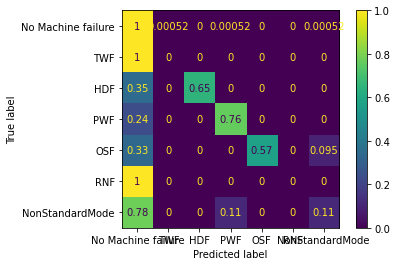 No Machine failure 1 0.00052 0 0.00052 0 0 0.00052
TWF 1 0 0 0 0 0 0
HDF 0.35 0 0.65 0 0 0 0
PWF 0.24 0 0 0.76 0 0 0
OSF 0.33 0 0 0 0.57 0 0.095
RNF 1 0 0 0 0 0 0
NonStandardMode 0.78 0 0 0.11 0 0 0.11
No Machine failure TWF HDF PWF OSF RNF NonStandardMode
Predicted label
True label
1.0
0.8
0.6
0.4
0.2
0.0